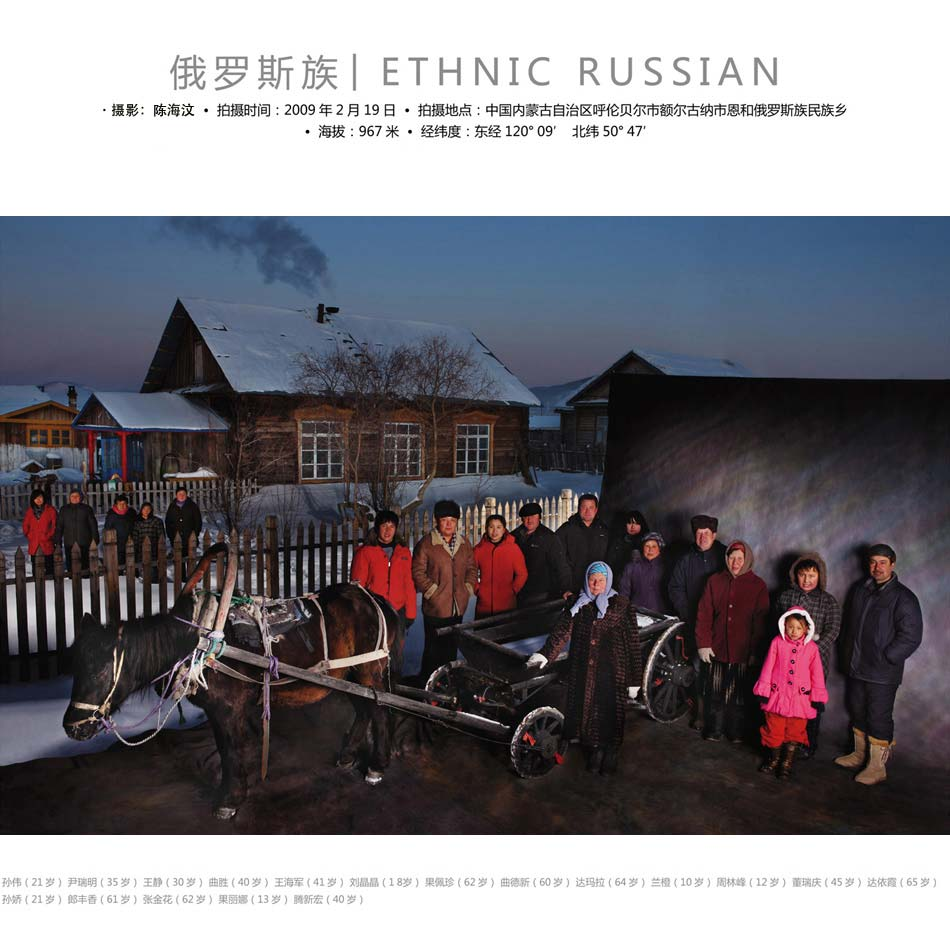 俄罗斯族| ETHNIC RUSSIAN
· 摄影：陈海汶 • 拍摄时间：2009 年 2 月 19 日 • 拍摄地点：中国内蒙古自治区呼伦贝尔市额尔古纳市恩和俄罗斯族民族乡
• 海拔：967 米 • 经纬度：东经 120° 09′ 北纬 50° 47′
孙伟（21 岁） 尹瑞明（35 岁） 王静（30 岁） 曲胜（40 岁） 王海军（41 岁） 刘晶晶（1 8岁） 果佩珍（62 岁） 曲德新（60 岁） 达玛拉（64 岁） 兰橙（10 岁） 周林峰（12 岁） 董瑞庆（45 岁） 达依霞（65 岁）
孙娇（21 岁） 郎丰香（61 岁） 张金花（62 岁） 果丽娜（13 岁） 腾新宏（40 岁）